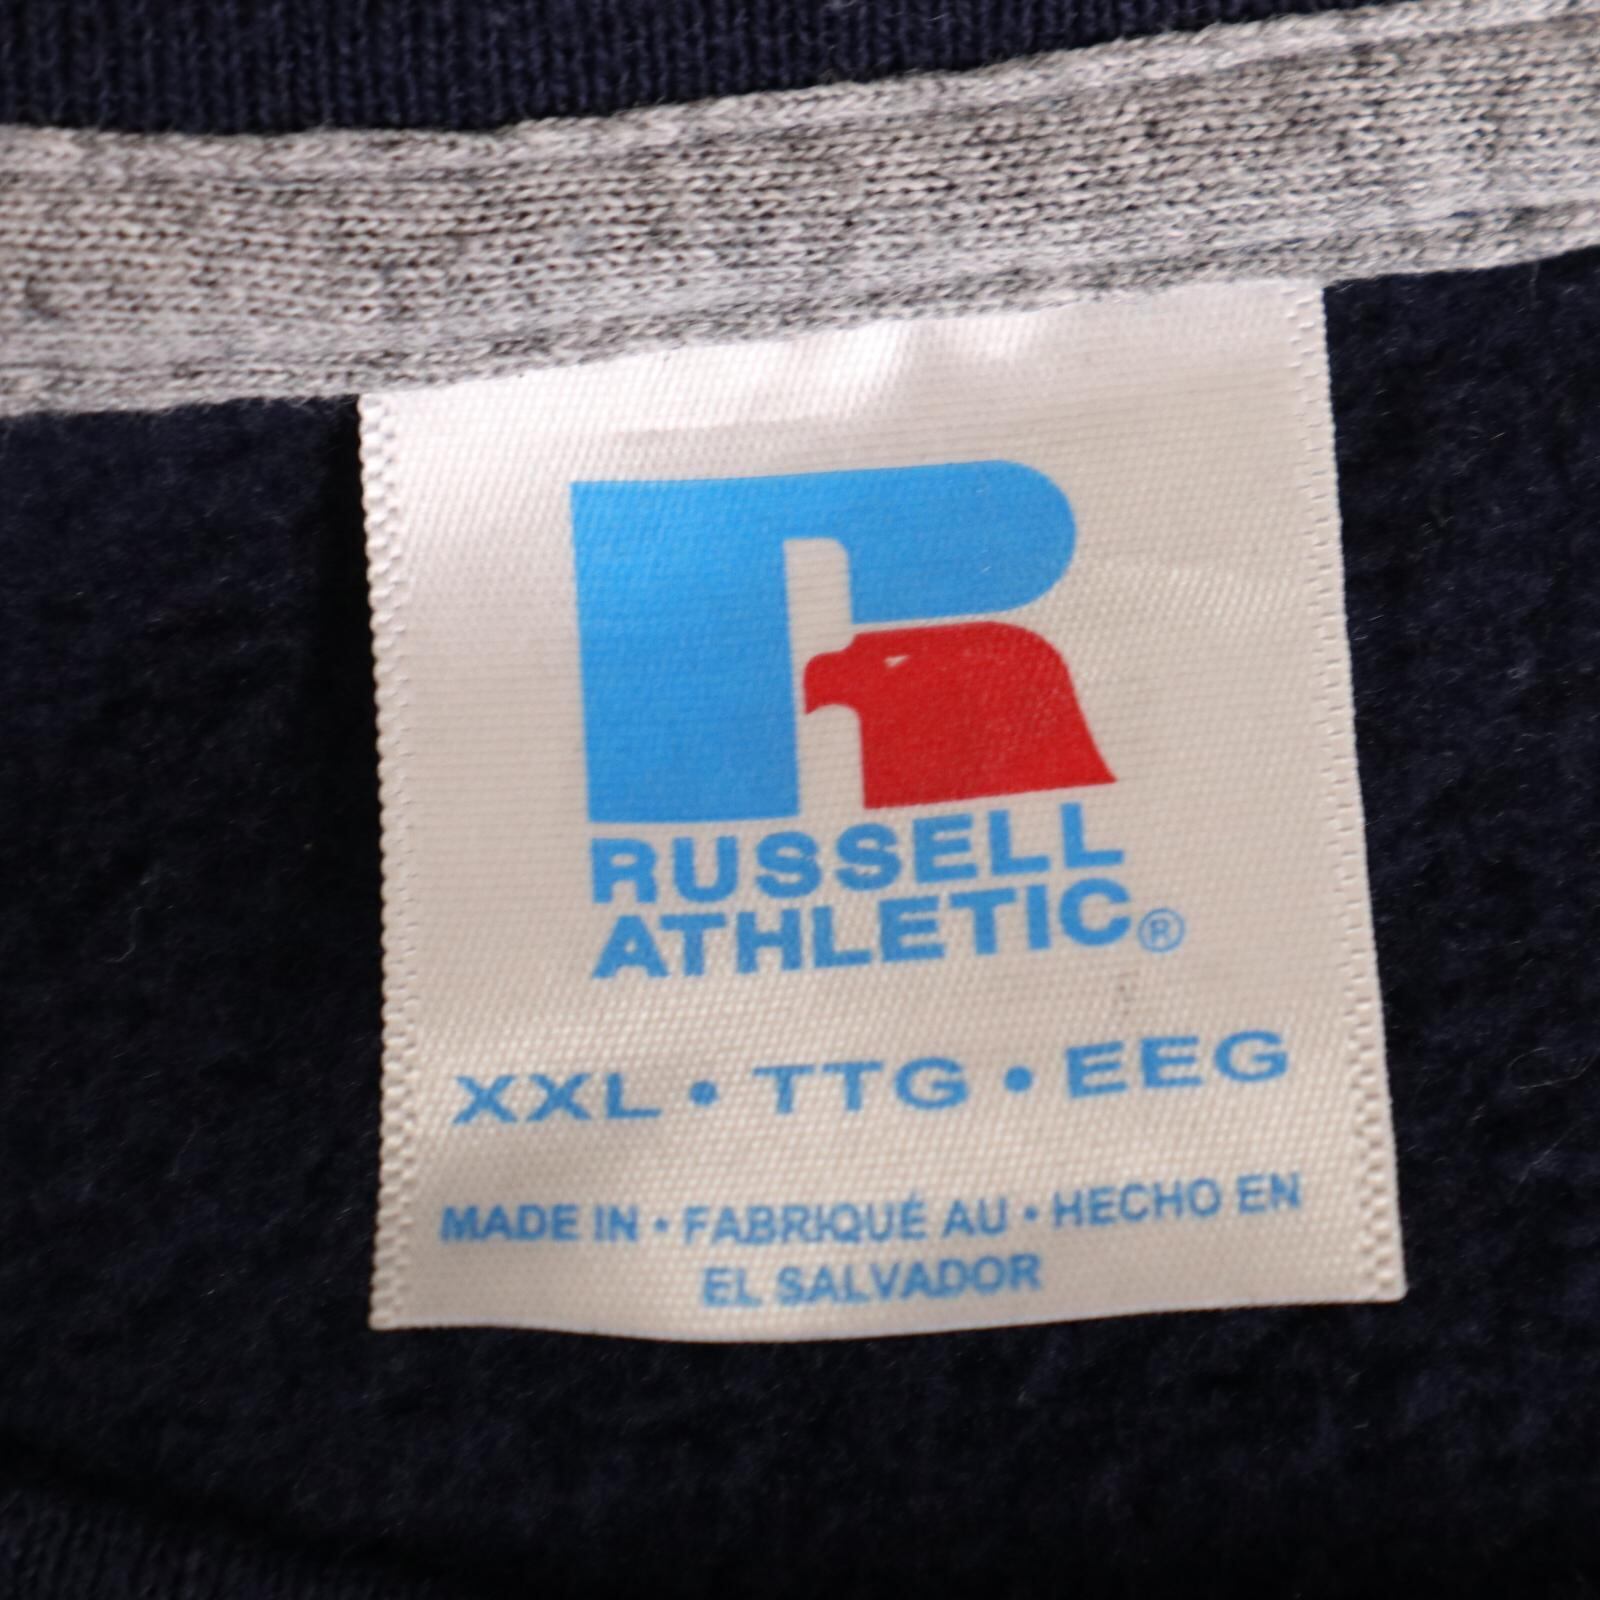 RUSSELL
ATHLETIC®
XXL • TTG • EEG
MADE IN • FABRIQUÉ AU • HECHO EN
EL SALVADOR